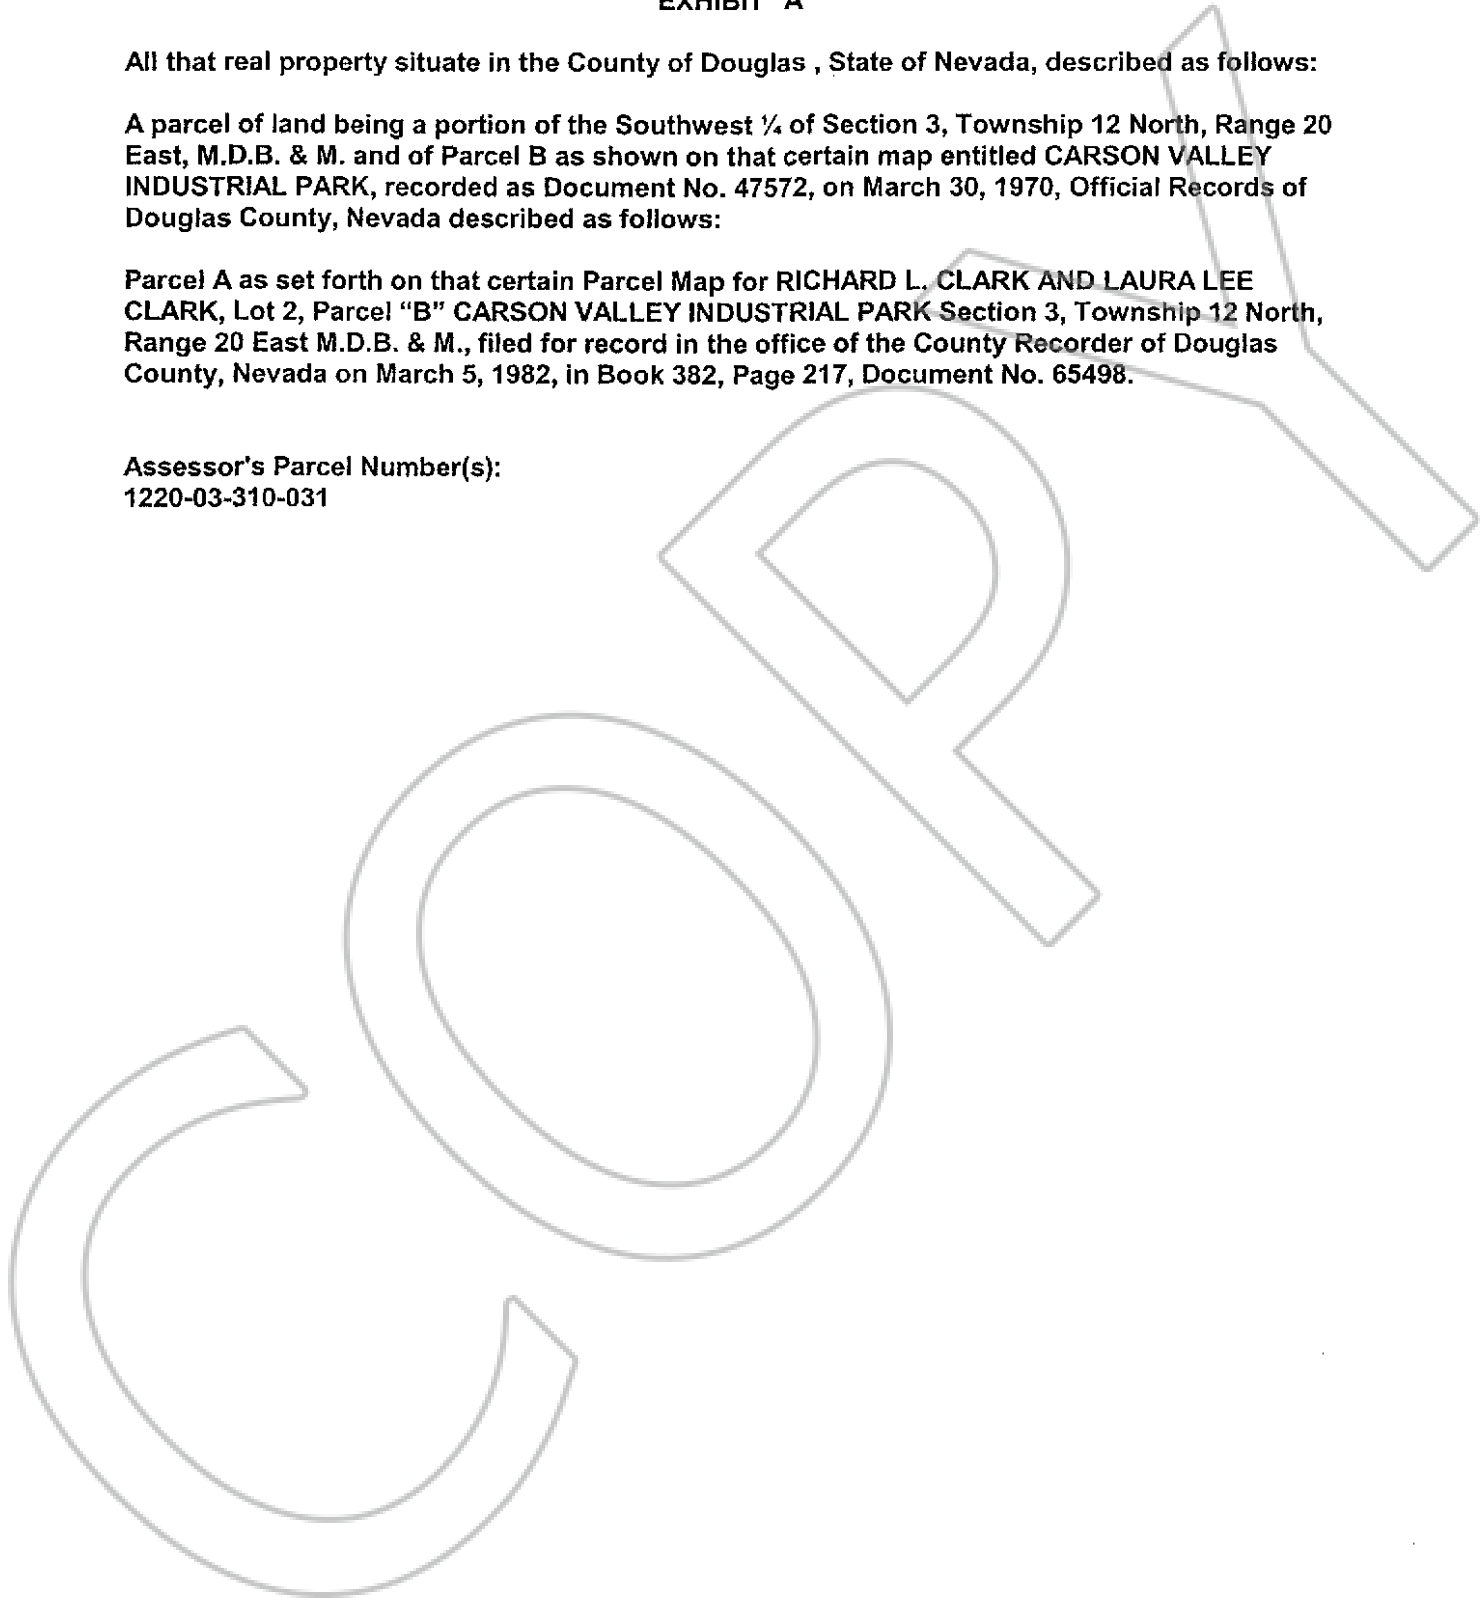 EXHIBIT "A"
All that real property situate in the County of Douglas , State of Nevada, described as follows:
A parcel of land being a portion of the Southwest ¼ of Section 3, Township 12 North, Range 20
East, M.D.B. & M. and of Parcel B as shown on that certain map entitled CARSON VALLEY
INDUSTRIAL PARK, recorded as Document No. 47572, on March 30, 1970, Official Records of
Douglas County, Nevada described as follows:
Parcel A as set forth on that certain Parcel Map for RICHARD L. CLARK AND LAURA LEE
CLARK, Lot 2, Parcel “B” CARSON VALLEY INDUSTRIAL PARK Section 3, Township 12 North,
Range 20 East M.D.B. & M., filed for record in the office of the County Recorder of Douglas
County, Nevada on March 5, 1982, in Book 382, Page 217, Document No. 65498.
Assessor's Parcel Number(s):
1220-03-310-031
COPY